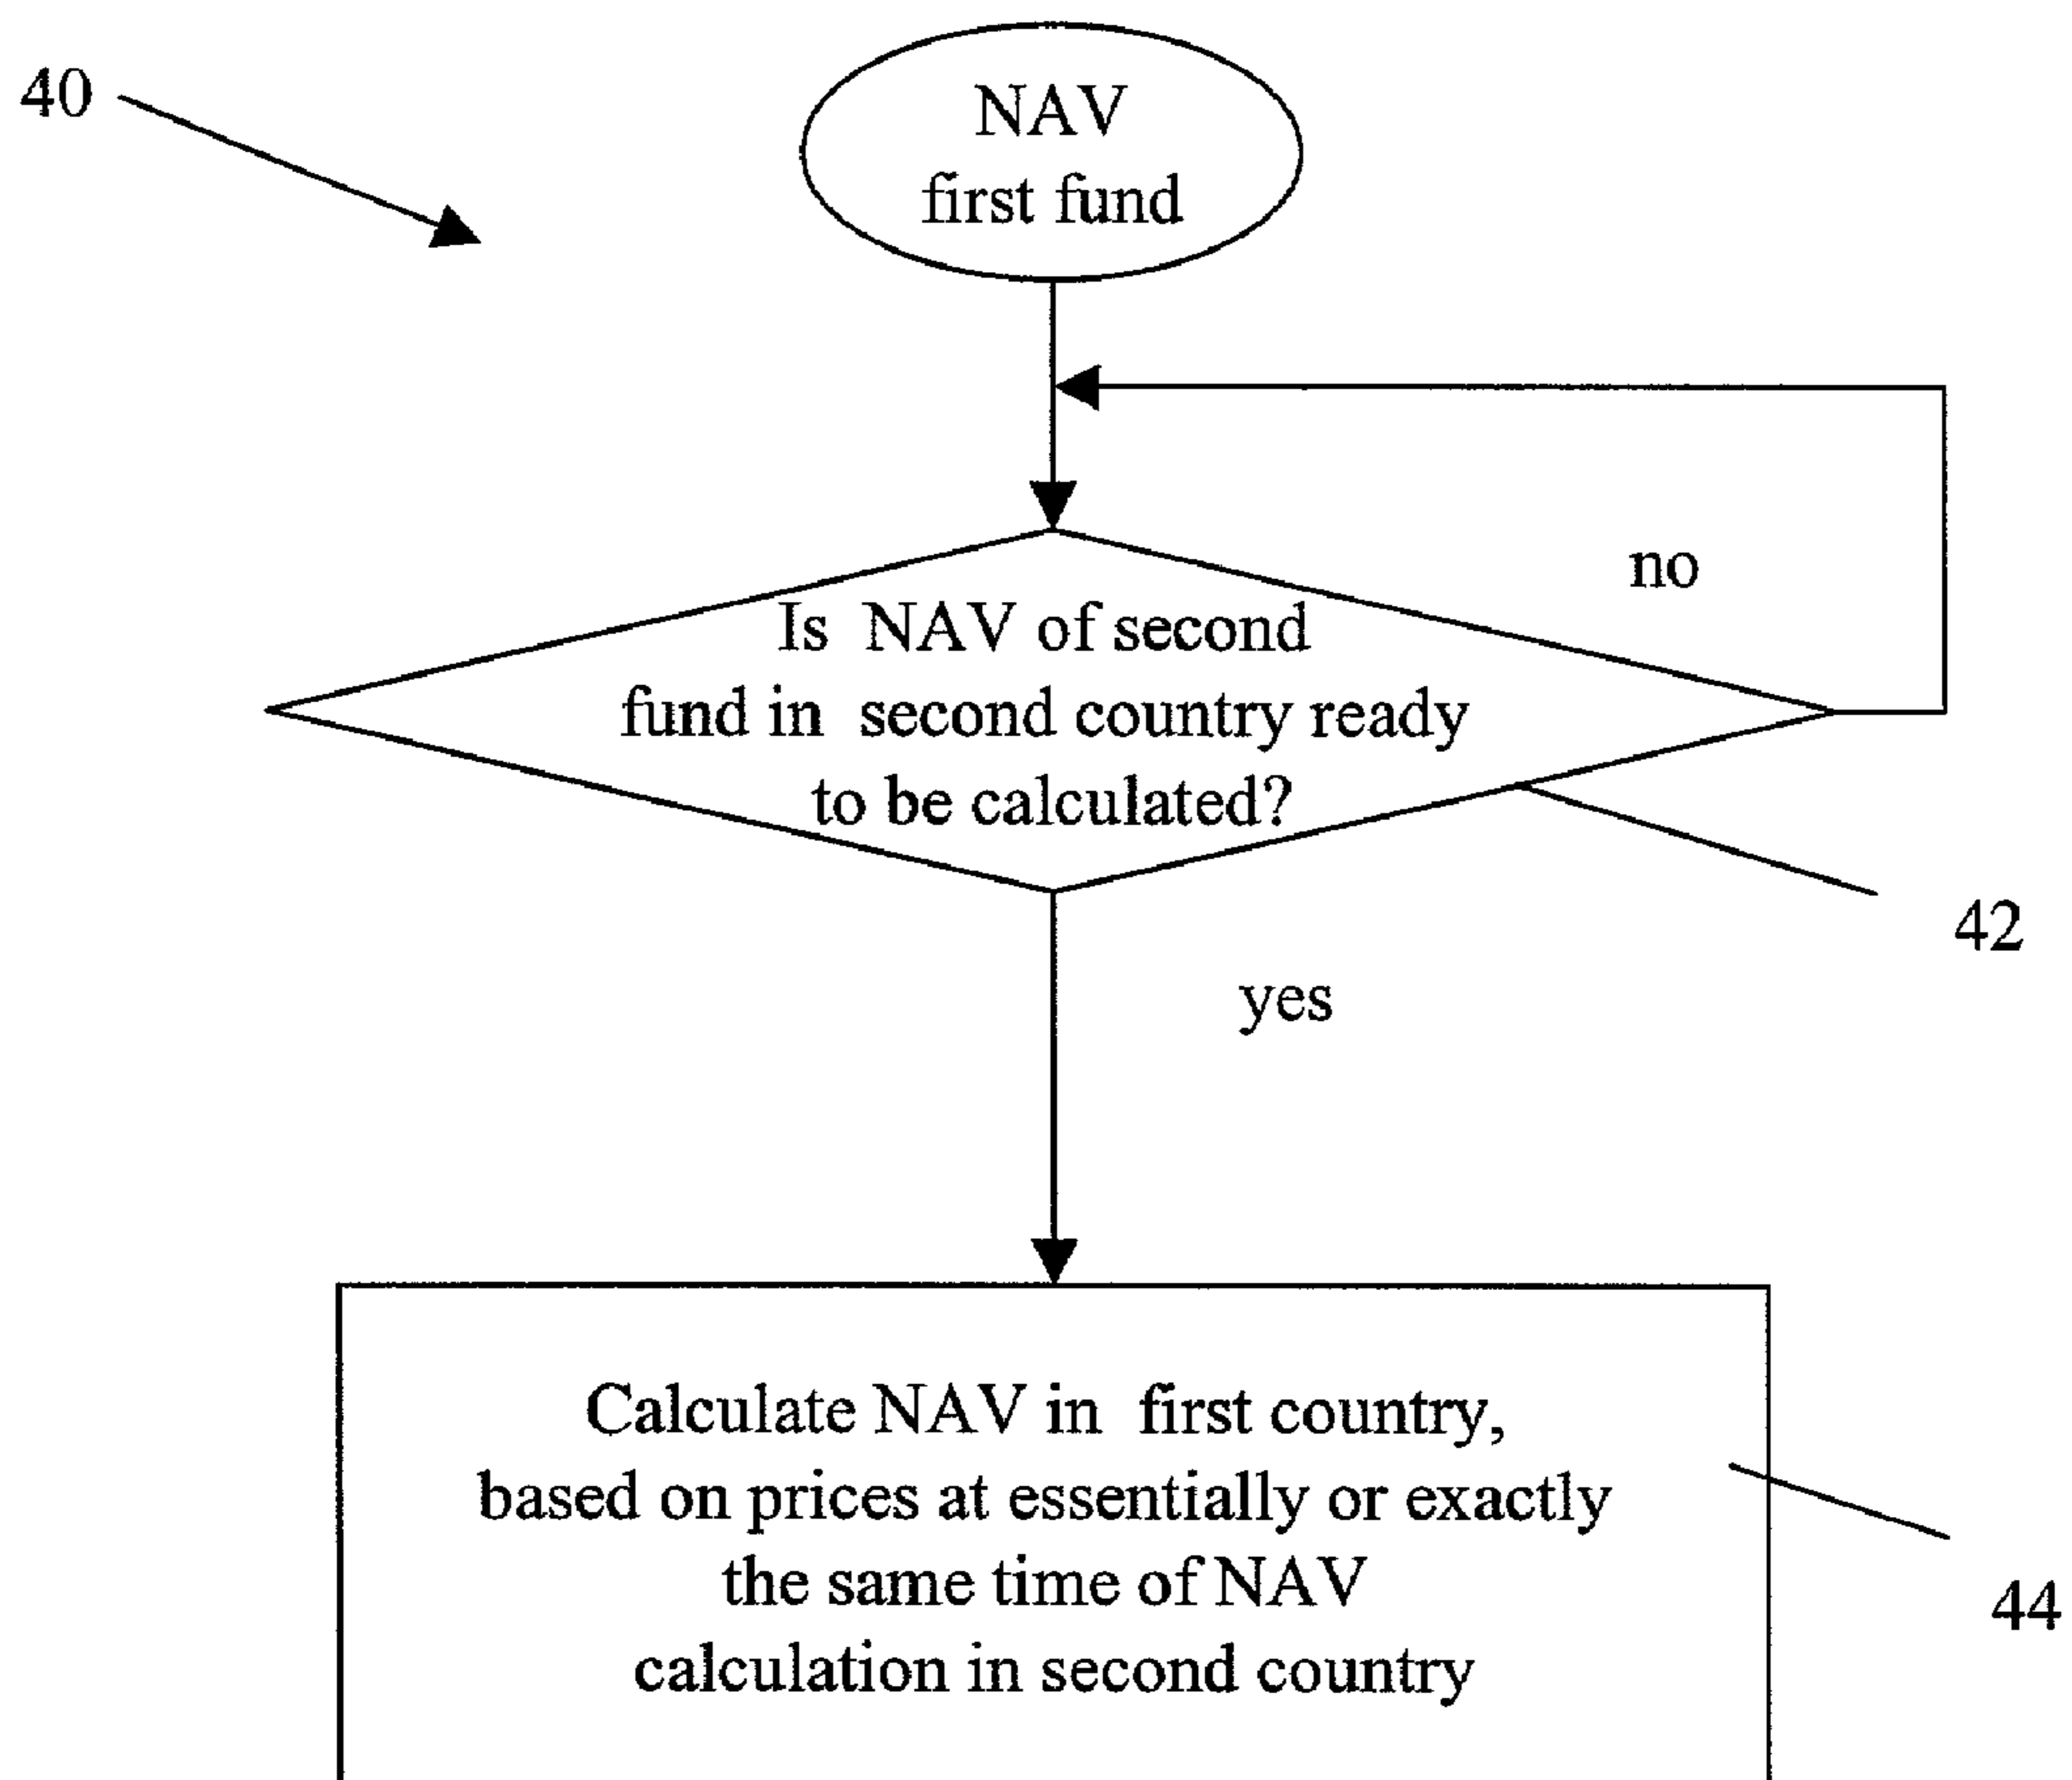 40
NAV
first fund
no
Is NAV of second
fund in second country ready
to be calculated?
42
yes
Calculate NAV in first country,
based on prices at essentially or exactly
the same time of NAV
calculation in second country
44